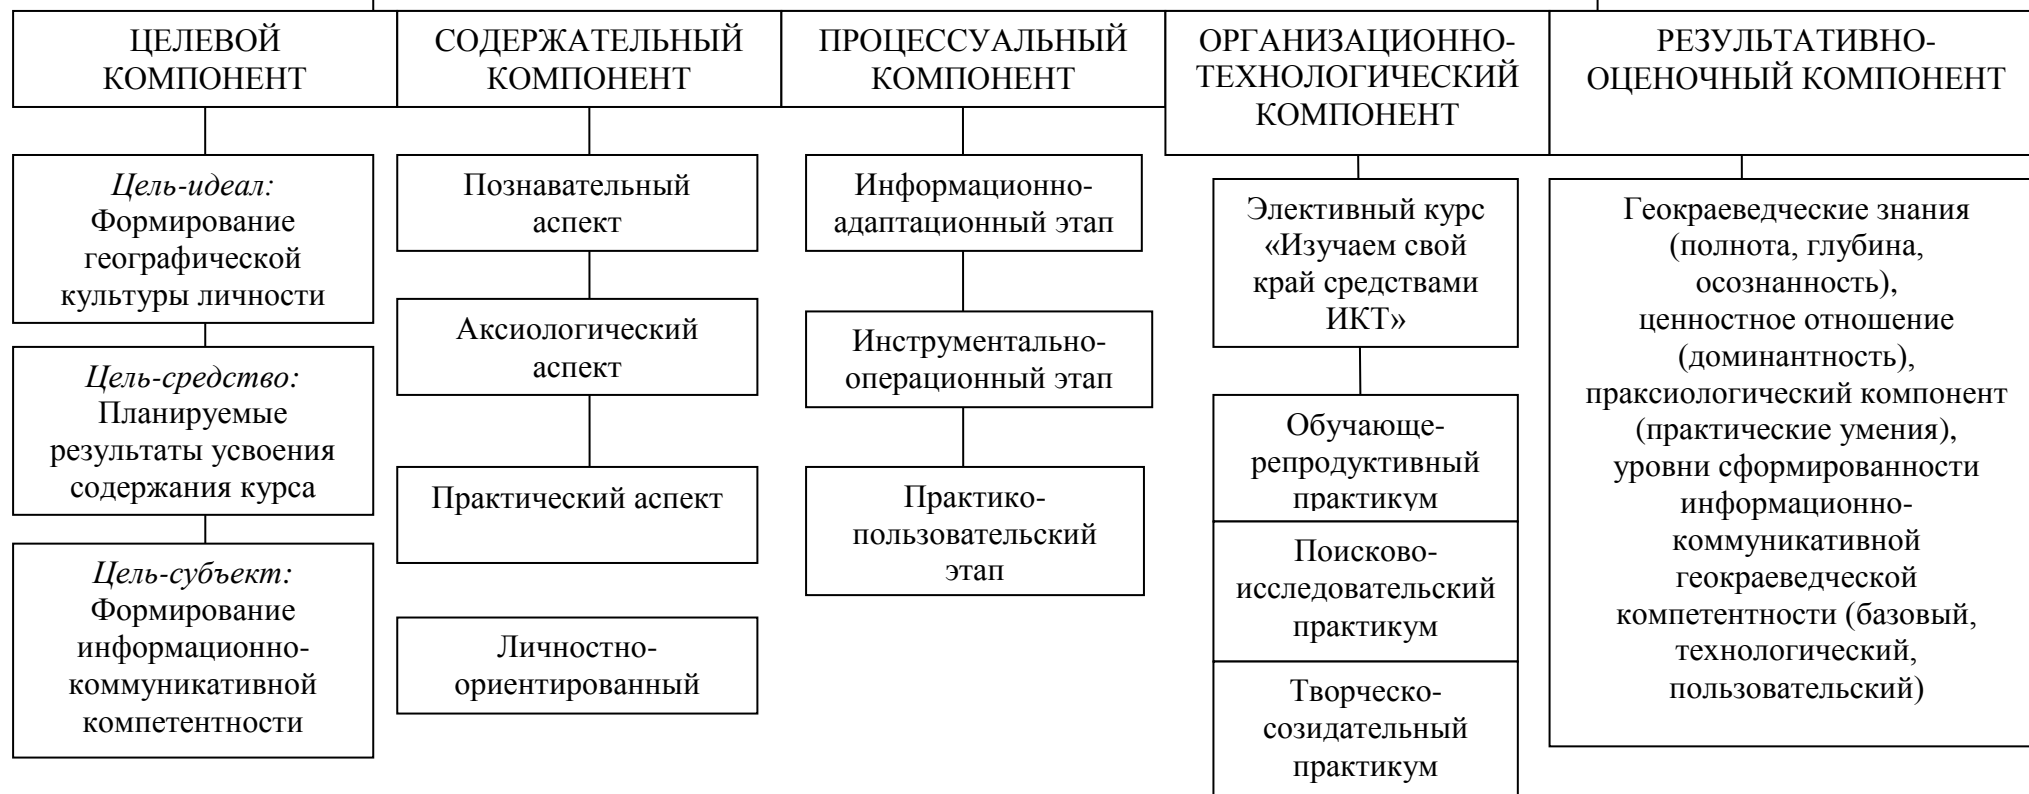 ЦЕЛЕВОЙ
КОМПОНЕНТ
СОДЕРЖАТЕЛЬНЫЙ
КОМПОНЕНТ
ПРОЦЕССУАЛЬНЫЙ
КОМПОНЕНТ
ОРГАНИЗАЦИОННО-
ТЕХНОЛОГИЧЕСКИЙ
КОМПОНЕНТ
РЕЗУЛЬТАТИВНО-
ОЦЕНОЧНЫЙ КОМПОНЕНТ
Цель-идеал:
Формирование
географической
культуры личности
Цель-средство:
Планируемые
результаты усвоения
содержания курса
Цель-субъект:
Формирование
информационно-
коммуникативной
компетентности
Познавательный
аспект
Аксиологический
аспект
Практический аспект
Личностно-
ориентированный
Информационно-
адаптационный этап
Инструментально-
операционный этап
Практико-
пользовательский
этап
Элективный курс
«Изучаем свой
край средствами
ИКТ»
Обучающе-
репродуктивный
практикум
Поисково-
исследовательский
практикум
Творческо-
созидательный
практикум
Геокраеведческие знания
(полнота, глубина,
осознанность),
ценностное отношение
(доминантность),
праксиологический компонент
(практические умения),
уровни сформированности
информационно-
коммуникативной
геокраеведческой
компетентности (базовый,
технологический,
пользовательский)